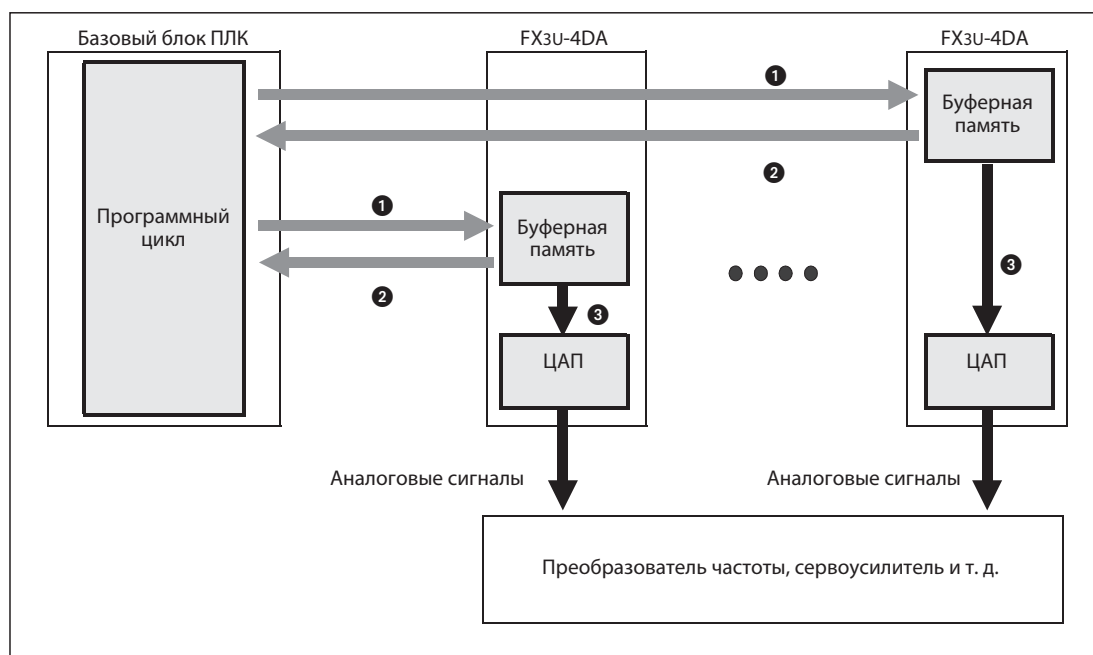 Базовый блок ПЛК
FX3U-4DA
FX3U-4DA
❶
Буферная
память
❷
Программный
цикл
❶
Буферная
память
❷
❸
❸
ЦАП
ЦАП
Аналоговые сигналы
Аналоговые сигналы
Преобразователь частоты, сервоусилитель и т. д.